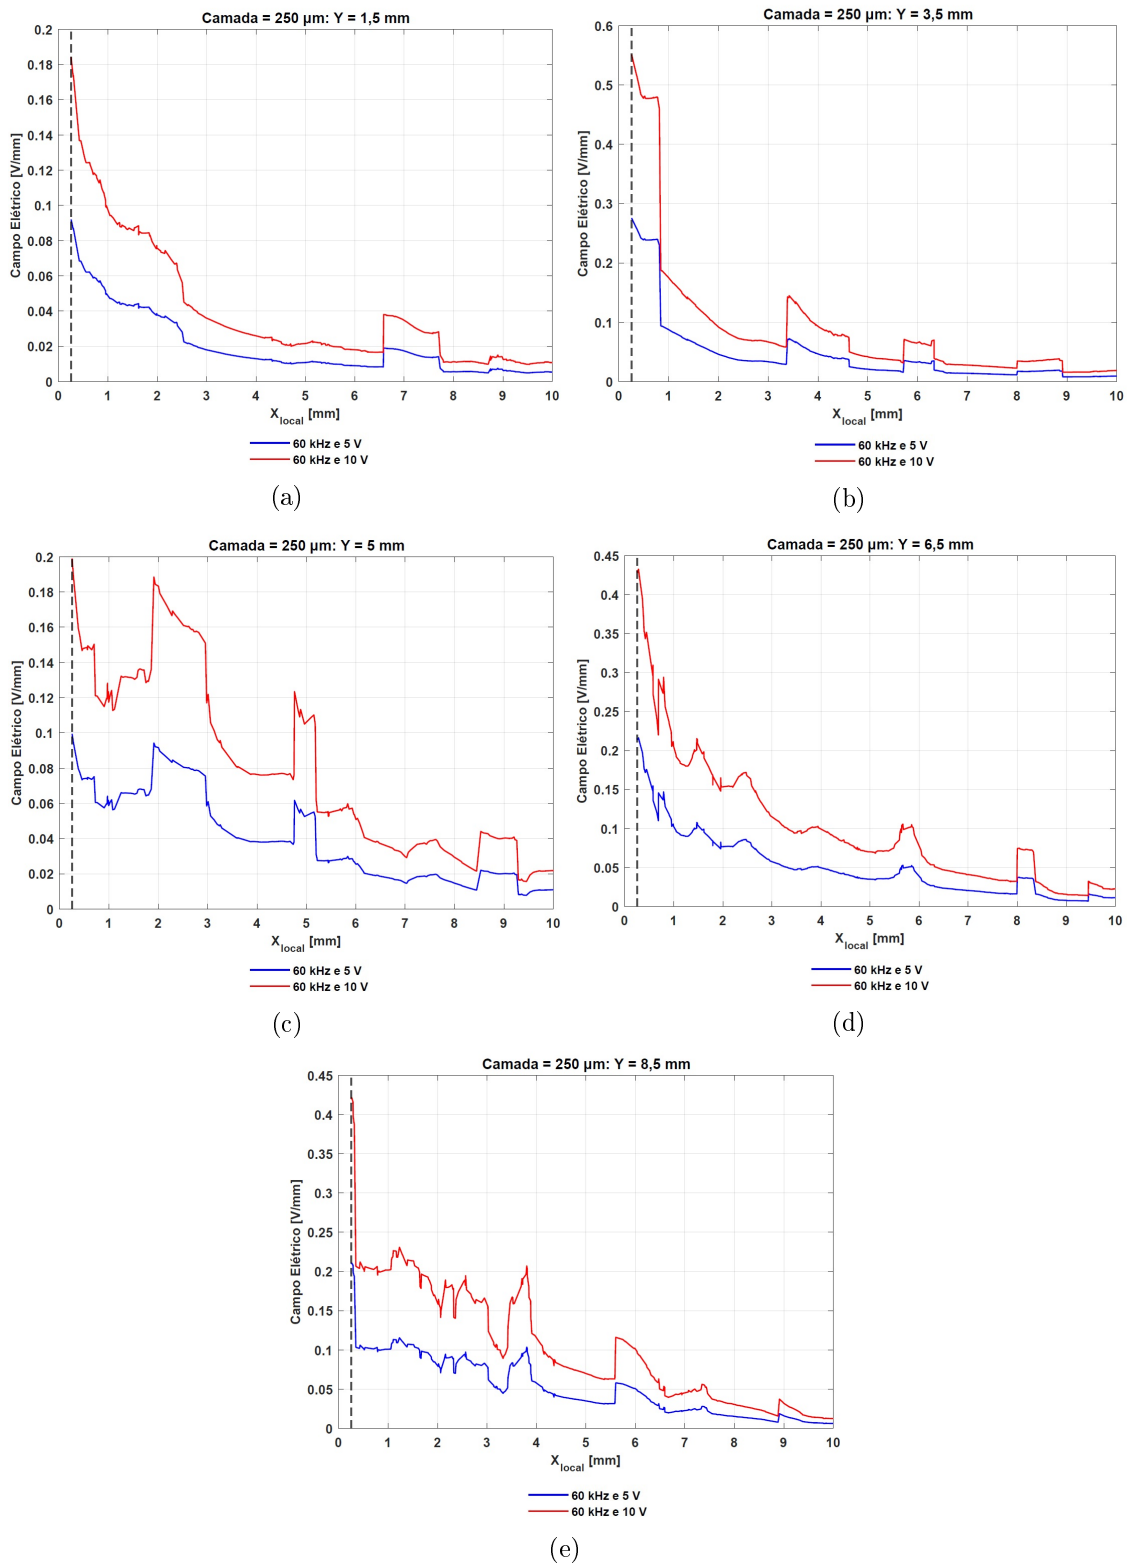 Camada = 250 µm: Y = 1,5 mm
0.2
0.18
0.16
0.14
0.12
0.1
0.08
0.06
0.04
0.02
0
Campo Elétrico [V/mm]
0 1 2 3 4 5 6 7 8 9 10
X_local [mm]
60 kHz e 5 V
60 kHz e 10 V
(a)
Camada = 250 µm: Y = 3,5 mm
0.6
0.5
0.4
0.3
0.2
0.1
0
Campo Elétrico [V/mm]
0 1 2 3 4 5 6 7 8 9 10
X_local [mm]
60 kHz e 5 V
60 kHz e 10 V
(b)
Camada = 250 µm: Y = 5 mm
0.2
0.18
0.16
0.14
0.12
0.1
0.08
0.06
0.04
0.02
0
Campo Elétrico [V/mm]
0 1 2 3 4 5 6 7 8 9 10
X_local [mm]
60 kHz e 5 V
60 kHz e 10 V
(c)
Camada = 250 µm: Y = 6,5 mm
0.45
0.4
0.35
0.3
0.25
0.2
0.15
0.1
0.05
0
Campo Elétrico [V/mm]
0 1 2 3 4 5 6 7 8 9 10
X_local [mm]
60 kHz e 5 V
60 kHz e 10 V
(d)
Camada = 250 µm: Y = 8,5 mm
0.45
0.4
0.35
0.3
0.25
0.2
0.15
0.1
0.05
0
Campo Elétrico [V/mm]
0 1 2 3 4 5 6 7 8 9 10
X_local [mm]
60 kHz e 5 V
60 kHz e 10 V
(e)